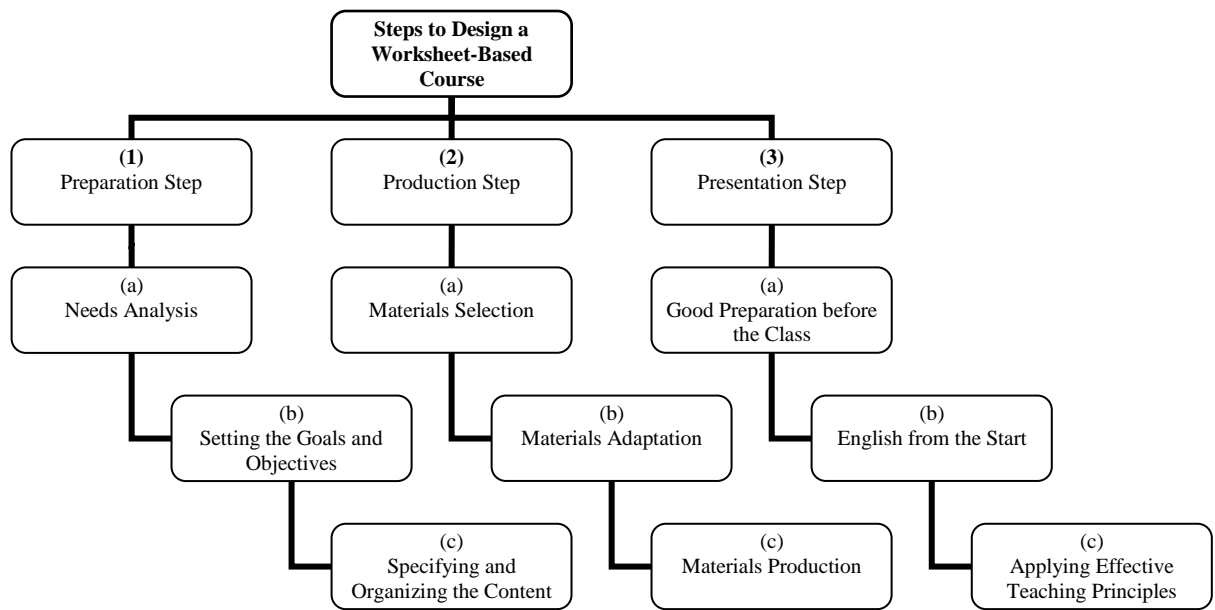 Steps to Design a
Worksheet-Based
Course
(1)
Preparation Step
(2)
Production Step
(3)
Presentation Step
(a)
Needs Analysis
(a)
Materials Selection
(a)
Good Preparation before
the Class
(b)
Setting the Goals and
Objectives
(b)
Materials Adaptation
(b)
English from the Start
(c)
Specifying and
Organizing the Content
(c)
Materials Production
(c)
Applying Effective
Teaching Principles